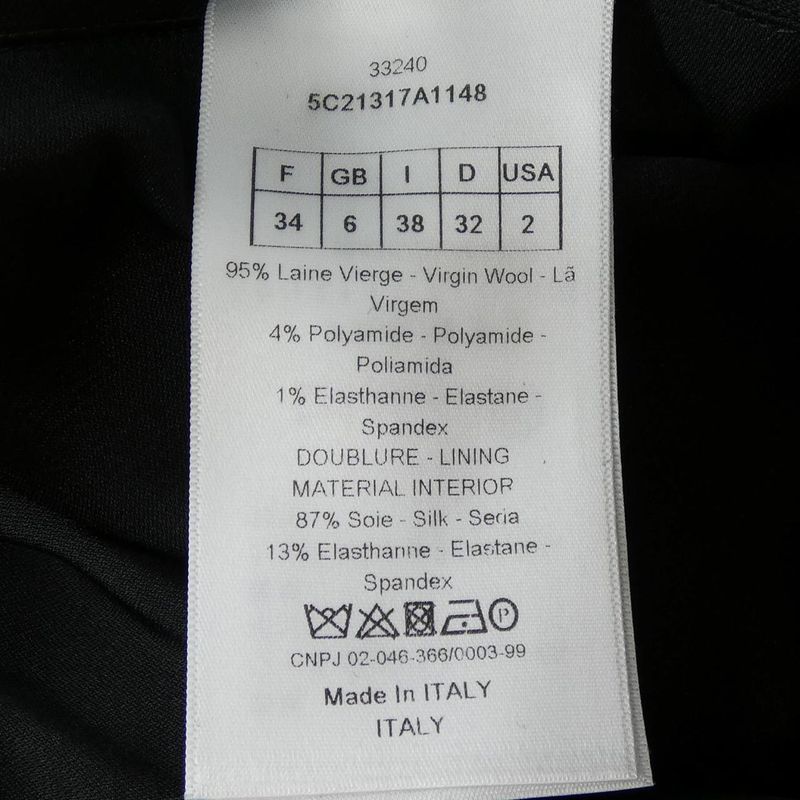 33240
5C21317A1148
F GB I D USA
34 6 38 32 2
95% Laine Vierge - Virgin Wool - Lã
Virgem
4% Polyamide - Polyamide -
Poliamida
1% Elasthanne - Elastane -
Spandex
DOUBLURE - LINING
MATERIAL INTERIOR
87% Soie - Silk - Seda
13% Elasthanne - Elastane -
Spandex
P
CNPJ 02-046-366/0003-99
Made In ITALY
ITALY